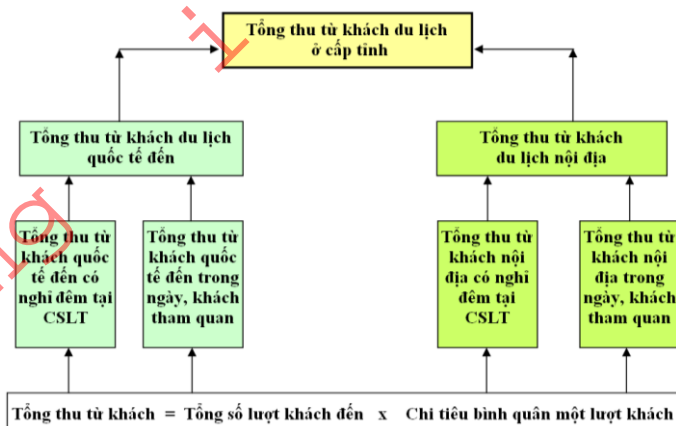 Tổng thu từ khách du lịch
ở cấp tỉnh
Tổng thu từ khách du lịch
quốc tế đến
Tổng thu từ khách
du lịch nội địa
Tổng thu từ
khách quốc
tế đến có
nghỉ đêm tại
CSLT
Tổng thu từ
khách quốc
tế đến trong
ngày, khách
tham quan
Tổng thu từ
khách nội
địa có nghỉ
đêm tại
CSLT
Tổng thu từ
khách nội
địa trong
ngày, khách
tham quan
Tổng thu từ khách = Tổng số lượt khách đến x Chi tiêu bình quân một lượt khách